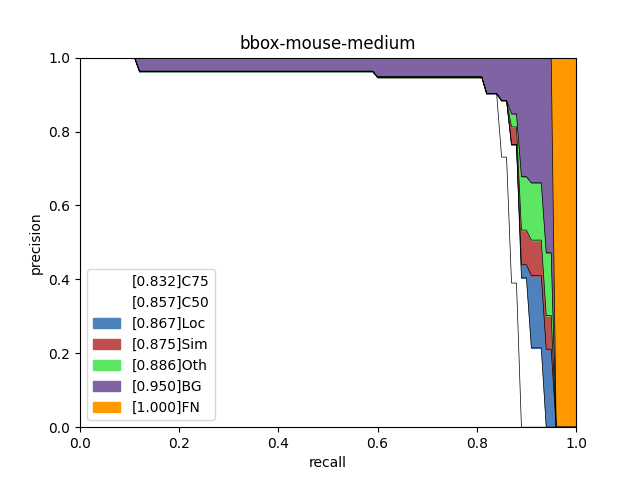 bbox-mouse-medium
1.0
0.8
0.6
0.4
0.2
0.0
precision
[0.832]C75
[0.857]C50
[0.867]Loc
[0.875]Sim
[0.886]Oth
[0.950]BG
[1.000]FN
0.0 0.2 0.4 0.6 0.8 1.0
recall